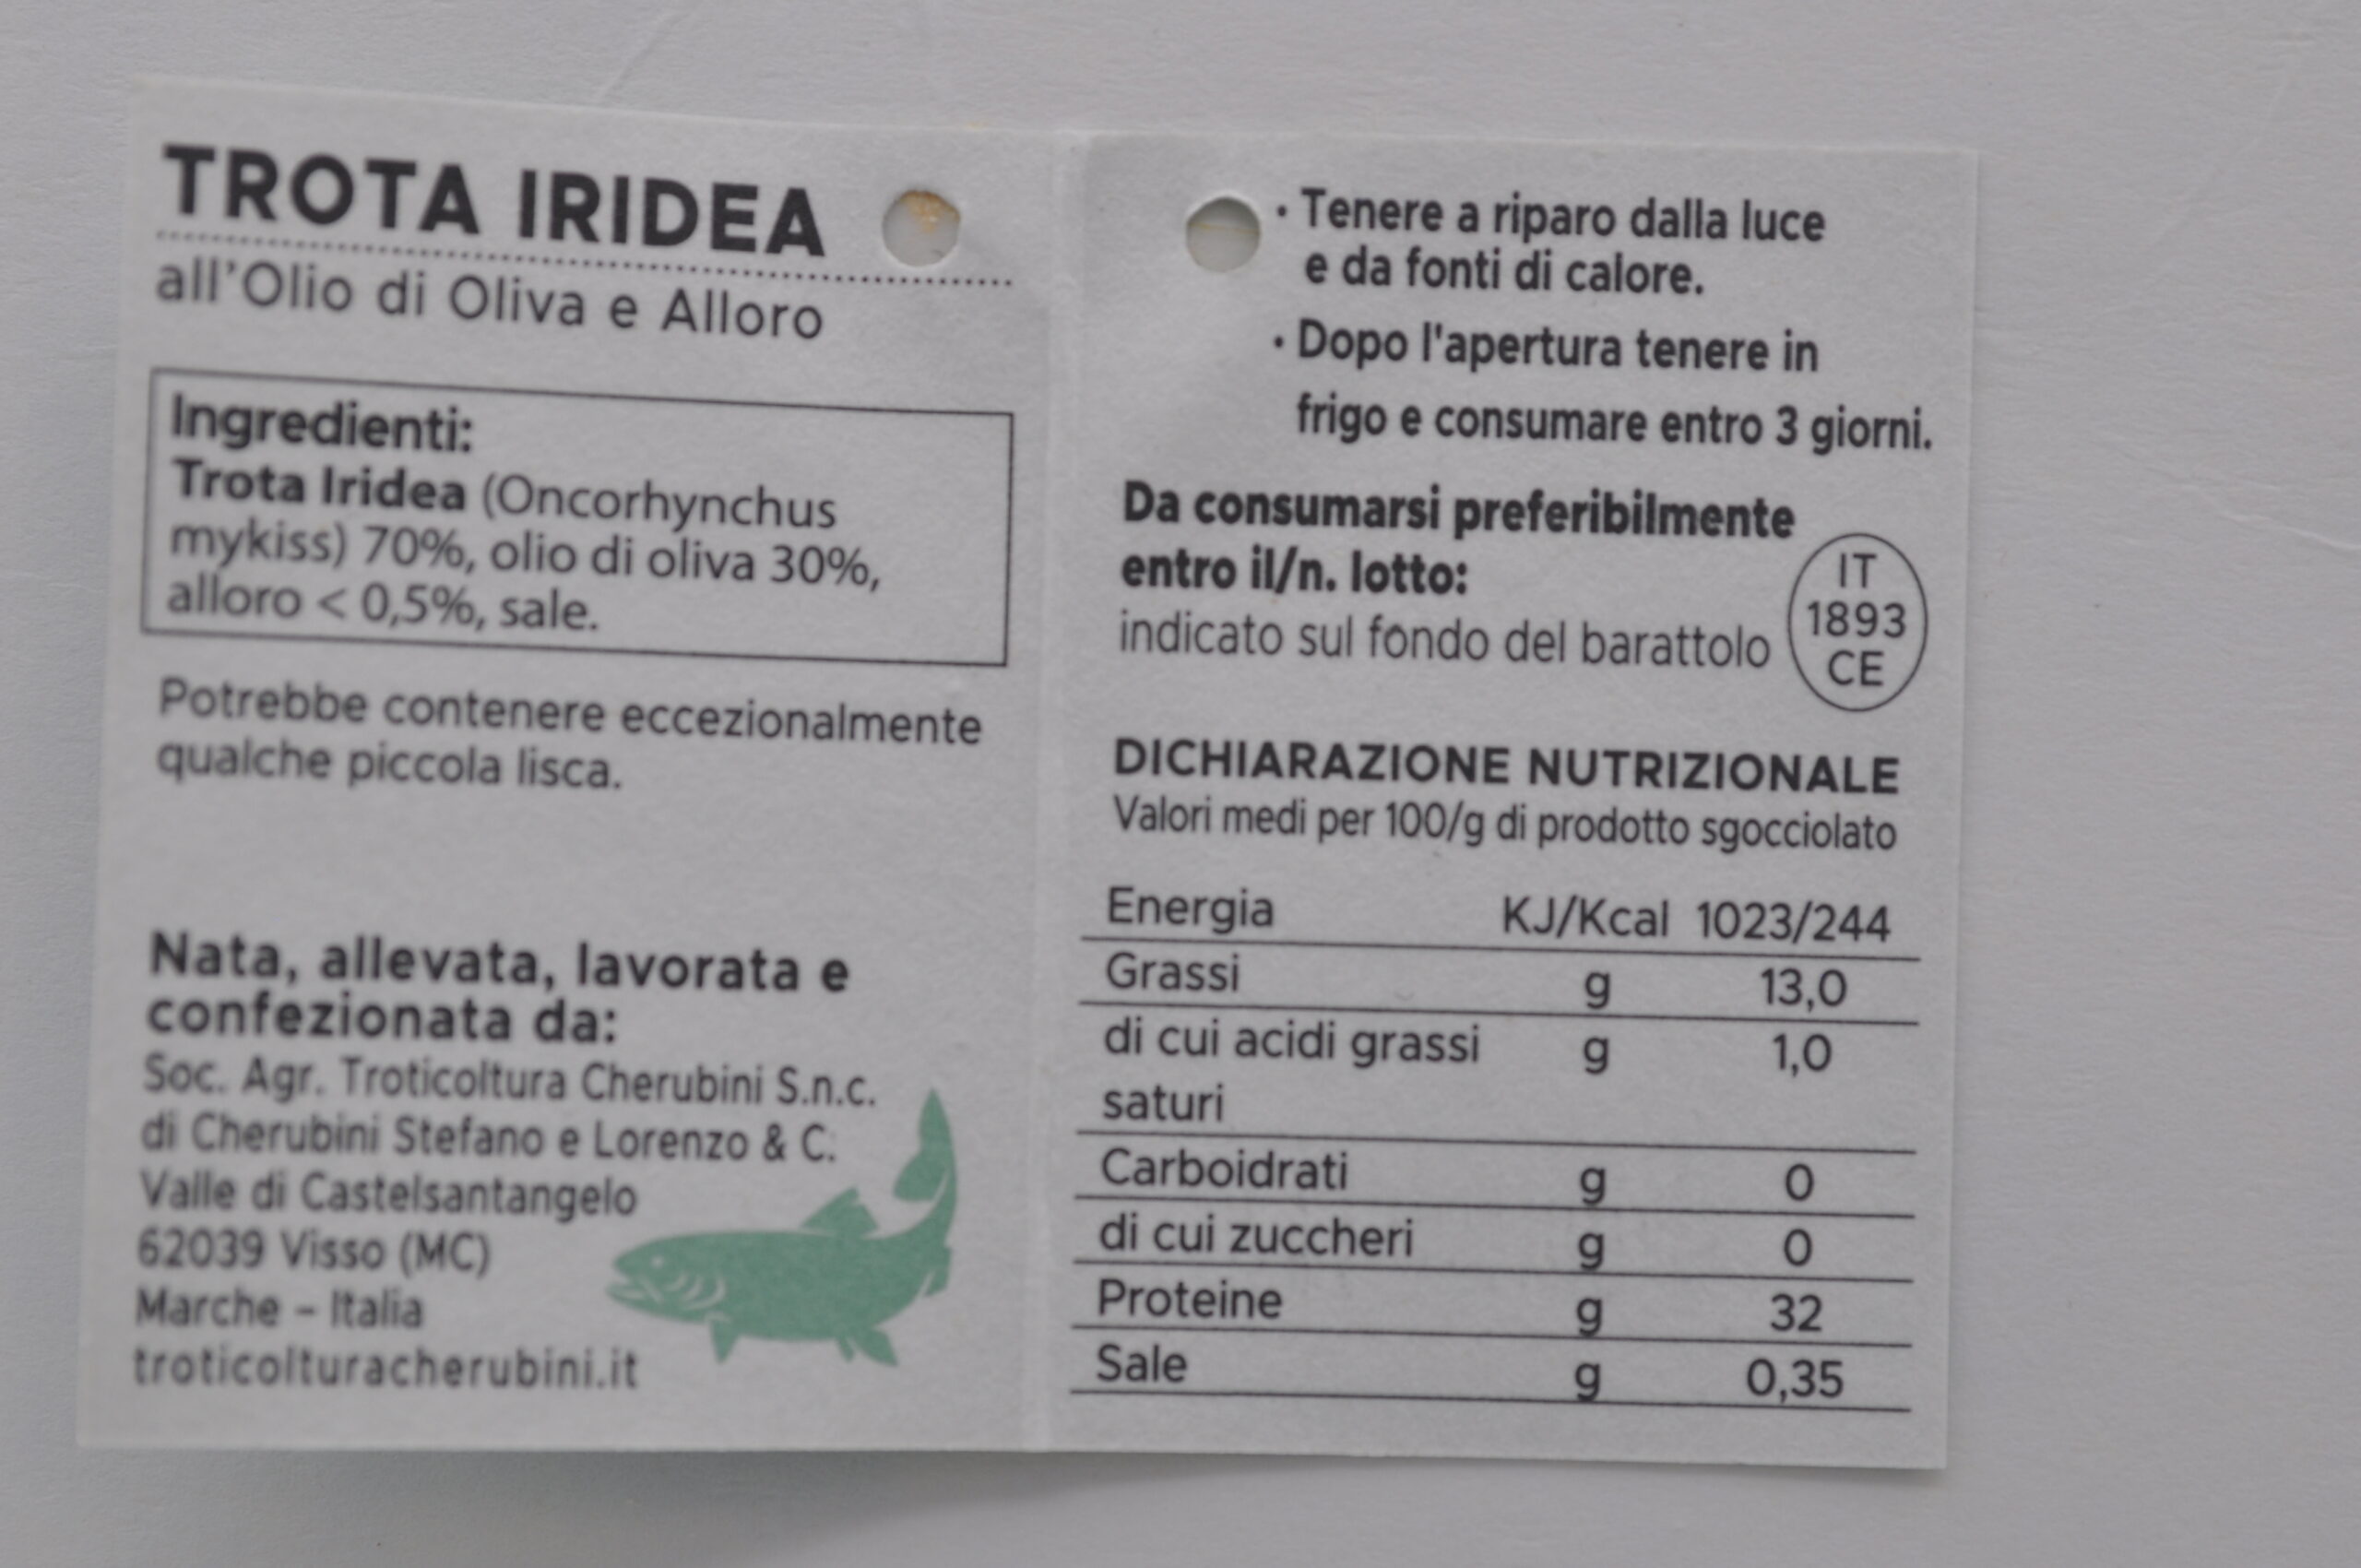 TROTA IRIDEA
all'Olio di Oliva e Alloro
Ingredienti:
Trota Iridea (Oncorhynchus
mykiss) 70%, olio di oliva 30%,
alloro < 0,5%, sale.
Potrebbe contenere eccezionalmente
qualche piccola lisca.
Nata, allevata, lavorata e
confezionata da:
Soc. Agr. Troticoltura Cherubini S.n.c.
di Cherubini Stefano e Lorenzo & C.
Valle di Castelsantangelo
62039 Visso (MC)
Marche – Italia
troticolturacherubini.it
· Tenere a riparo dalla luce
e da fonti di calore.
· Dopo l'apertura tenere in
frigo e consumare entro 3 giorni.
Da consumarsi preferibilmente
entro il/n. lotto:
indicato sul fondo del barattolo
IT
1893
CE
DICHIARAZIONE NUTRIZIONALE
Valori medi per 100/g di prodotto sgocciolato
Energia KJ/Kcal 1023/244
Grassi g 13,0
di cui acidi grassi g 1,0
saturi
Carboidrati g 0
di cui zuccheri g 0
Proteine g 32
Sale g 0,35